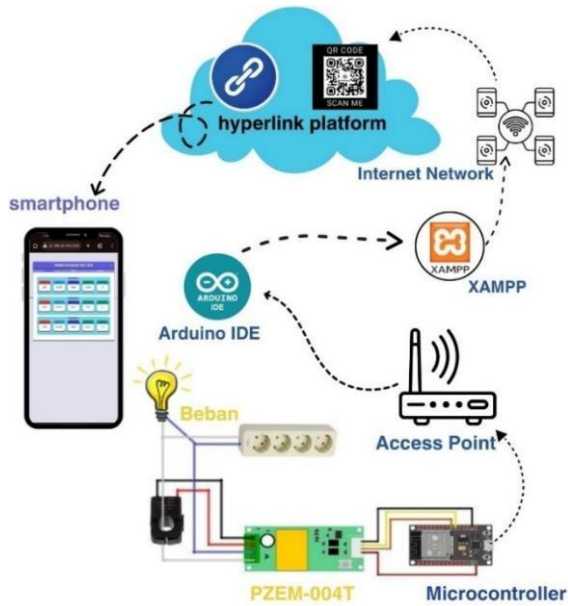 QR CODE
SCAN ME
hyperlink platform
Internet Network
smartphone
XAMPP
XAMPP
ARDUINO
IDE
Arduino IDE
Beban
Access Point
PZEM-004T
Microcontroller